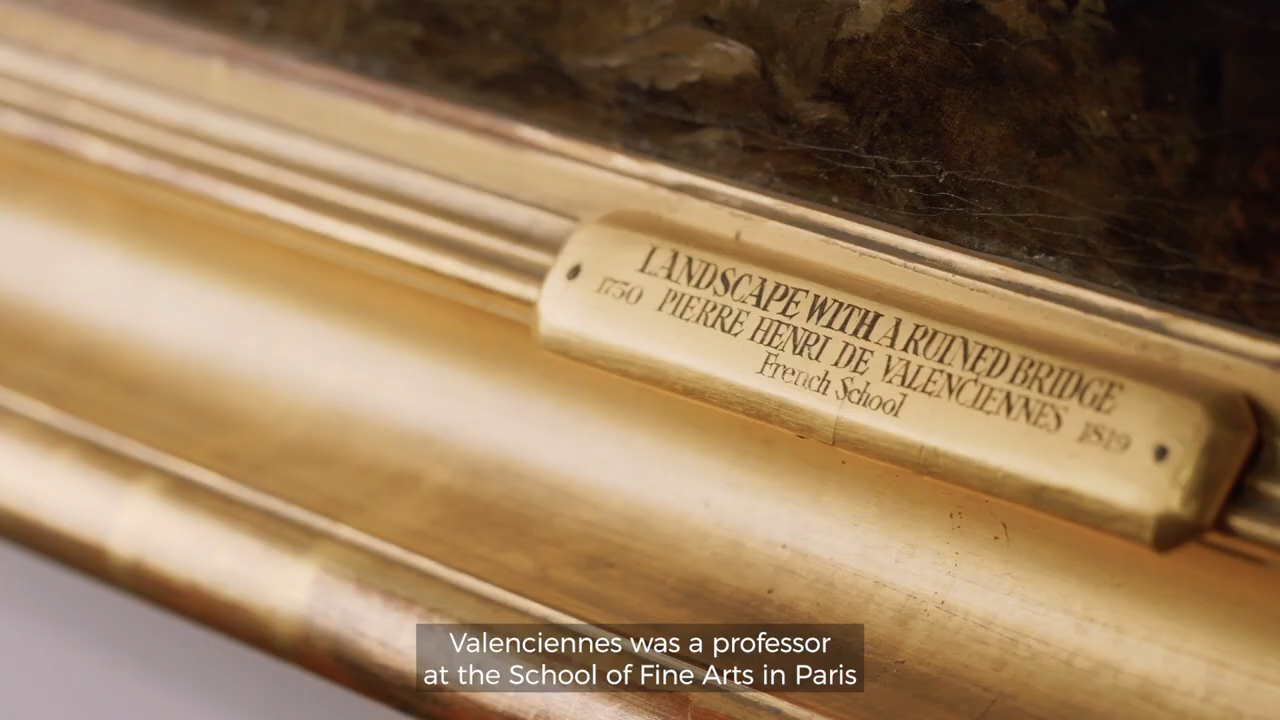 LANDSCAPE WITH A RUINED BRIDGE
1750 PIERRE HENRI DE VALENCIENNES 1819
French School
Valenciennes was a professor
at the School of Fine Arts in Paris